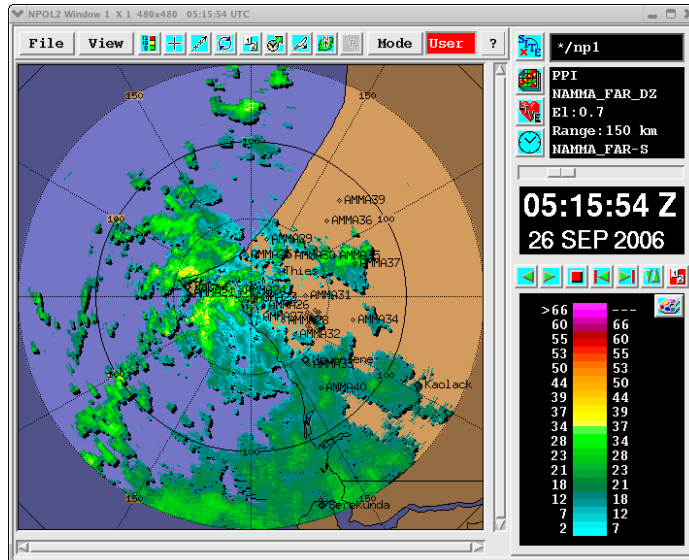 NPOL2 Window 1 X 1 480x480 05:15:54 UTC
File View Mode User ?
*/np1
PPI
NAMMA_FAR_DZ
El:0.7
Range:150 km
NAMMA_FAR-S
05:15:54 Z
26 SEP 2006
150 150
100
AMMA39
100 AMMA36 100
AMMA29
AMMA37
Thies
AMMA31
AMMA34
AMMA32
Kaolack
100 100
AMMA40
100
150 150
Serekunda
>66 ---
60 66
55 60
53 55
50 53
44 50
39 44
37 39
34 37
28 34
23 28
21 23
18 21
12 18
7 12
2 7